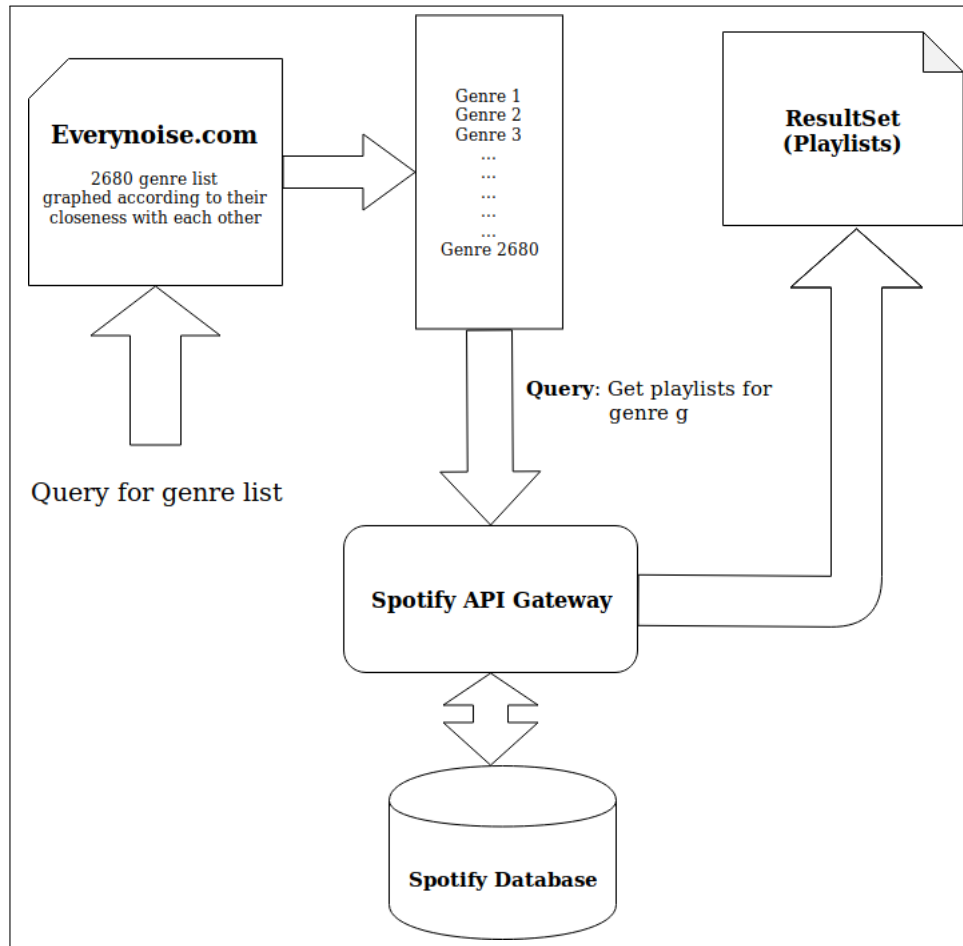 Everynoise.com
2680 genre list
graphed according to their
closeness with each other
Genre 1
Genre 2
Genre 3
...
...
...
...
...
Genre 2680
ResultSet
(Playlists)
Query: Get playlists for
genre g
Query for genre list
Spotify API Gateway
Spotify Database